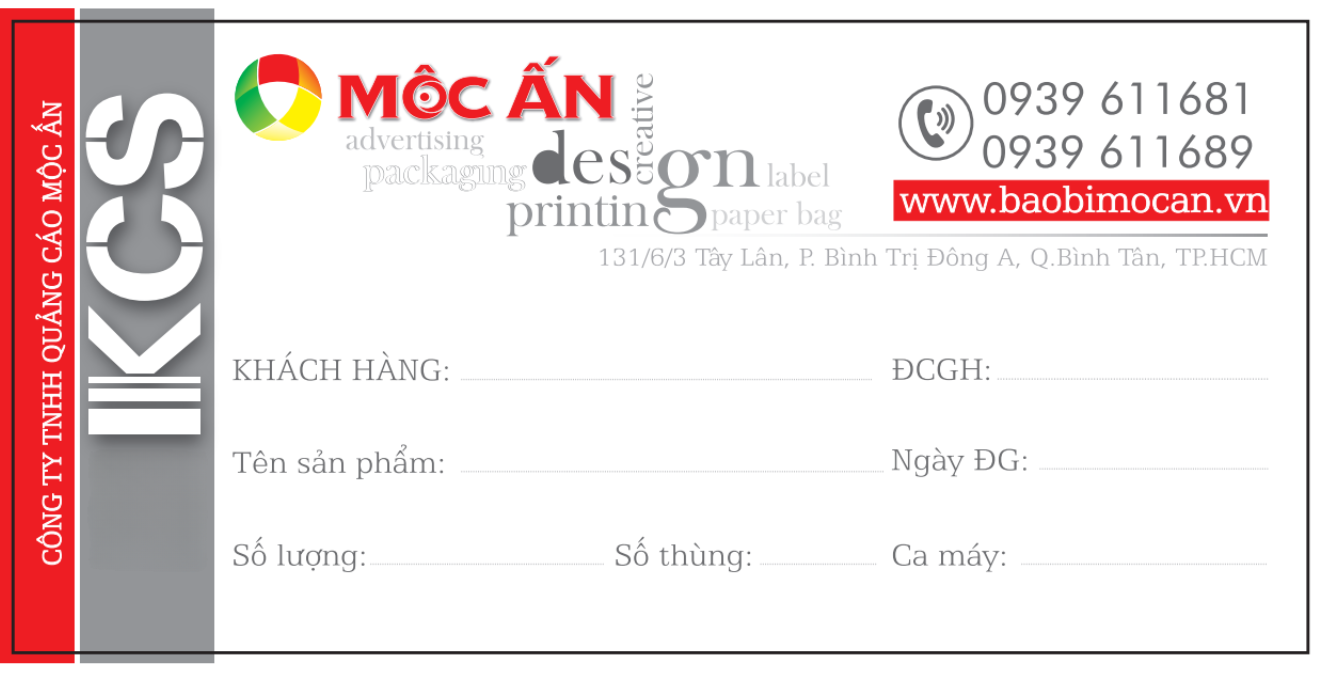 CÔNG TY TNHH QUẢNG CÁO MỘC ẤN
KCS
MỘC ẤN
advertising
creative
packaging
design
label
printing
paper bag
0939 611681
0939 611689
www.baobimocan.vn
131/6/3 Tây Lân, P. Bình Trị Đông A, Q.Bình Tân, TP.HCM
KHÁCH HÀNG: ĐCGH:
Tên sản phẩm: Ngày ĐG:
Số lượng: Số thùng: Ca máy: